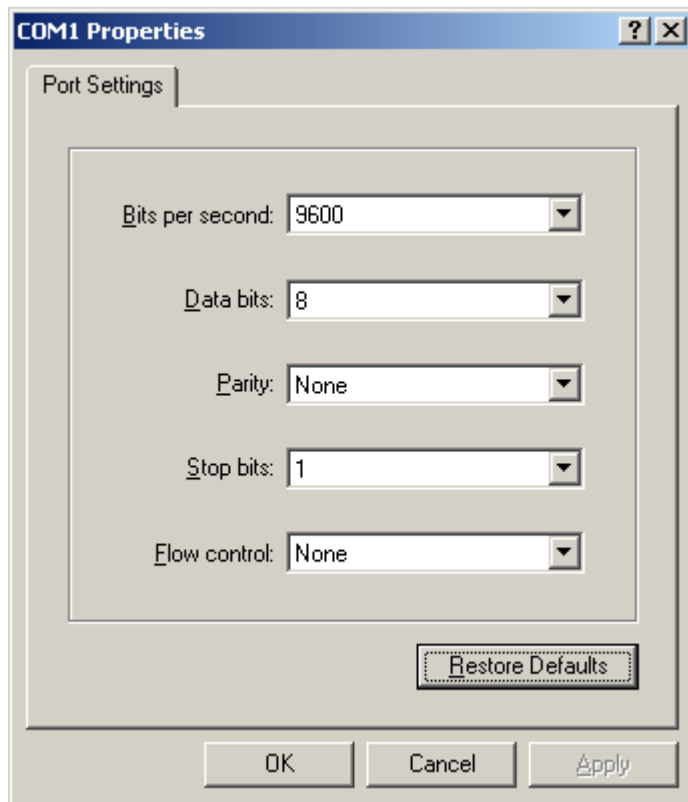 COM1 Properties
Port Settings
Bits per second: 9600
Data bits: 8
Parity: None
Stop bits: 1
Flow control: None
Restore Defaults
OK Cancel Apply